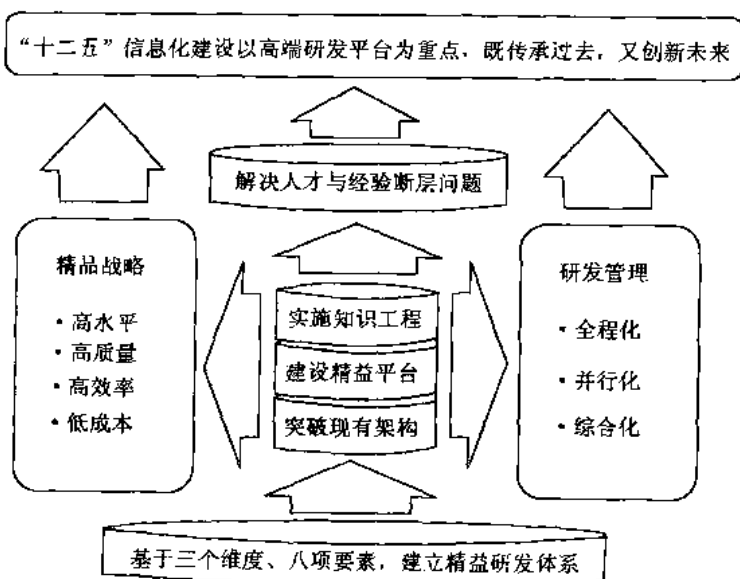 “十二五”信息化建设以高端研发平台为重点，既传承过去，又创新未来
解决人才与经验断层问题
精品战略
·高水平
·高质量
·高效率
·低成本
实施知识工程
建设精益平台
突破现有架构
研发管理
·全程化
·并行化
·综合化
基于三个维度、八项要素，建立精益研发体系